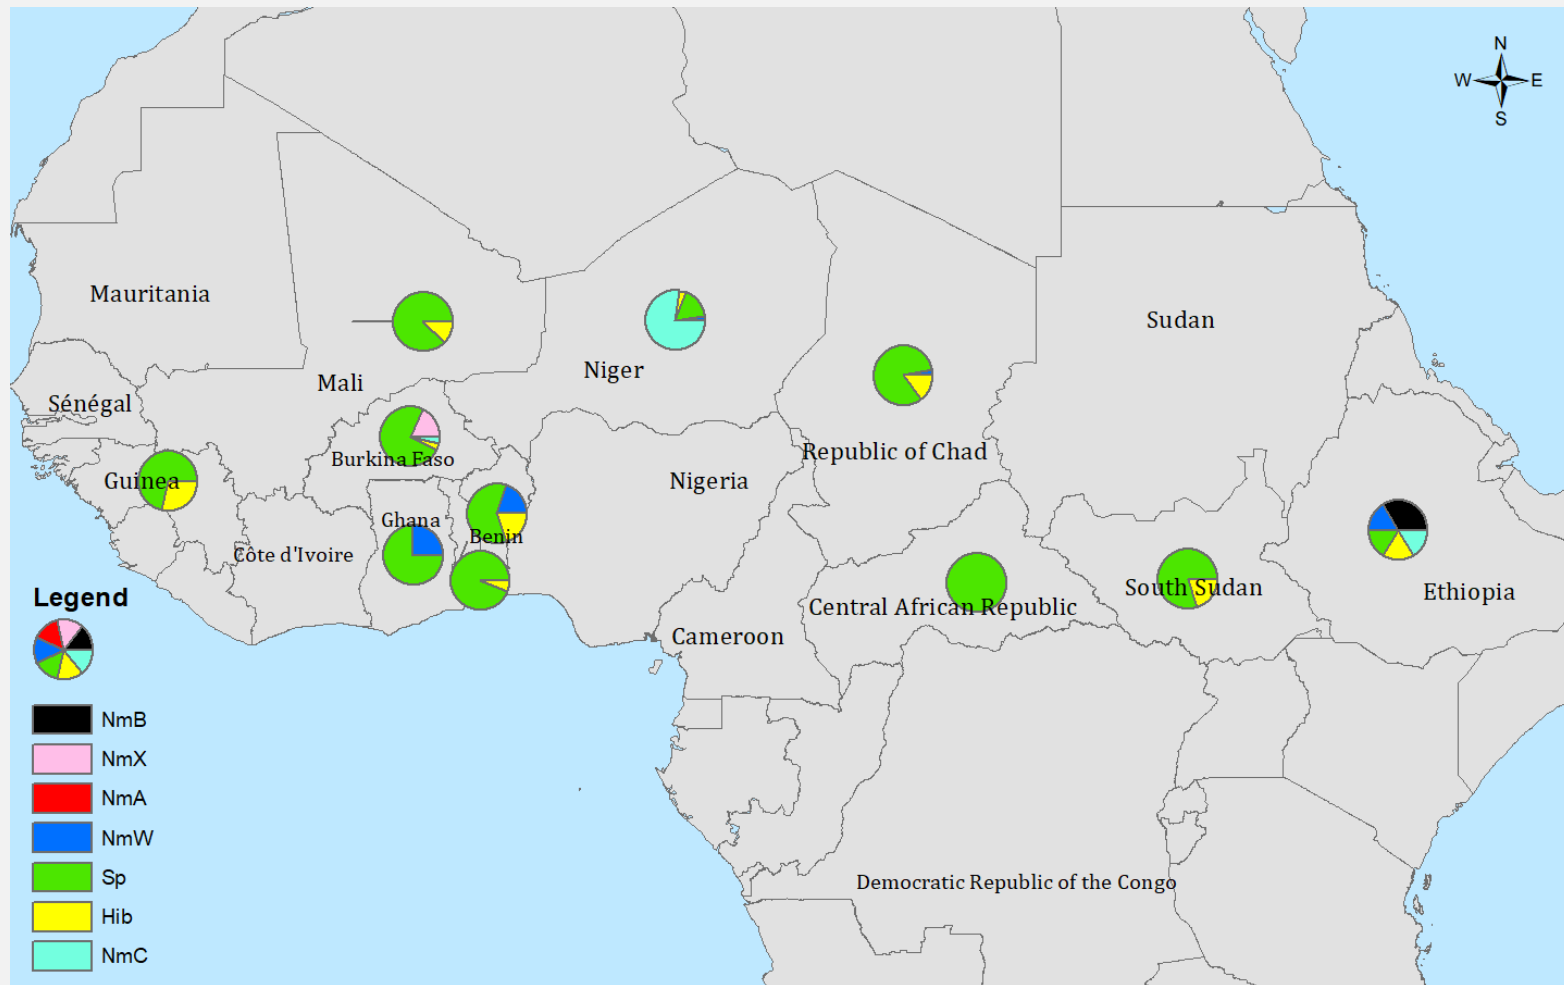 N
W E
S
Mauritania
Sudan
Niger
Mali
Sénégal
Republic of Chad
Burkina Faso
Guinea
Nigeria
Ghana
Benin
Côte d'Ivoire
South Sudan
Ethiopia
Central African Republic
Cameroon
Democratic Republic of the Congo
Legend
NmB
NmX
NmA
NmW
Sp
Hib
NmC